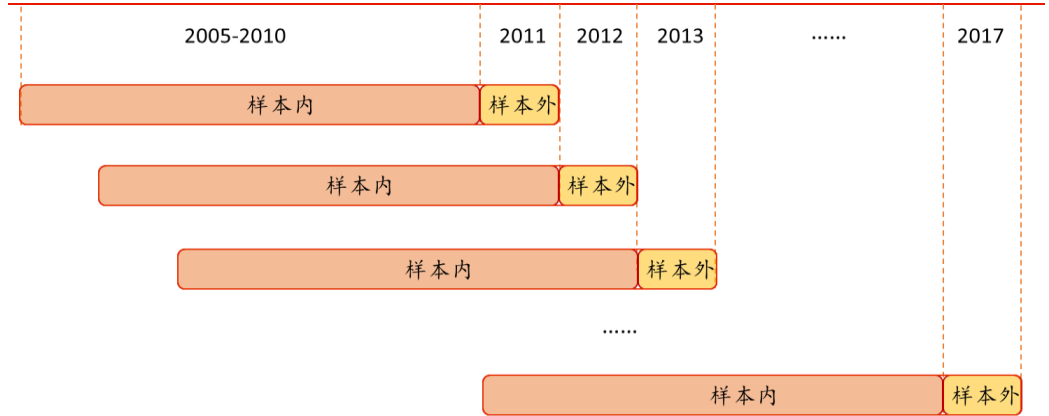 2005-2010 2011 2012 2013 ...... 2017
样本内 样本外
样本内 样本外
样本内 样本外
......
样本内 样本外